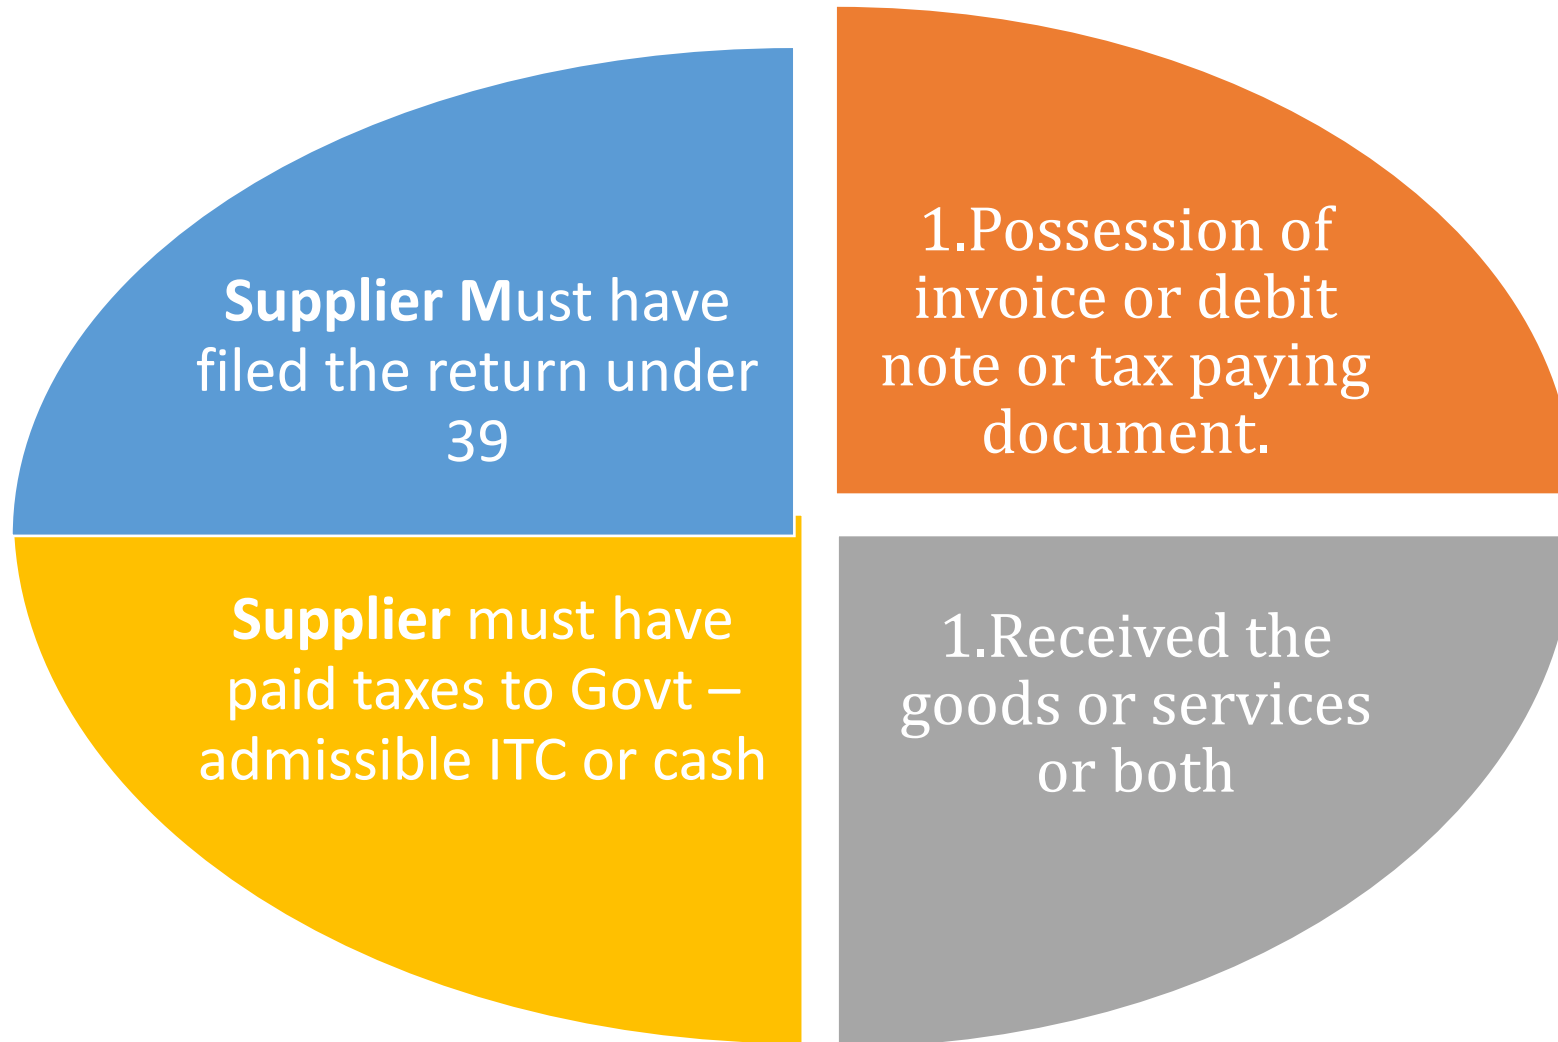 Supplier Must have
filed the return under
39
1.Possession of
invoice or debit
note or tax paying
document.
Supplier must have
paid taxes to Govt –
admissible ITC or cash
1.Received the
goods or services
or both